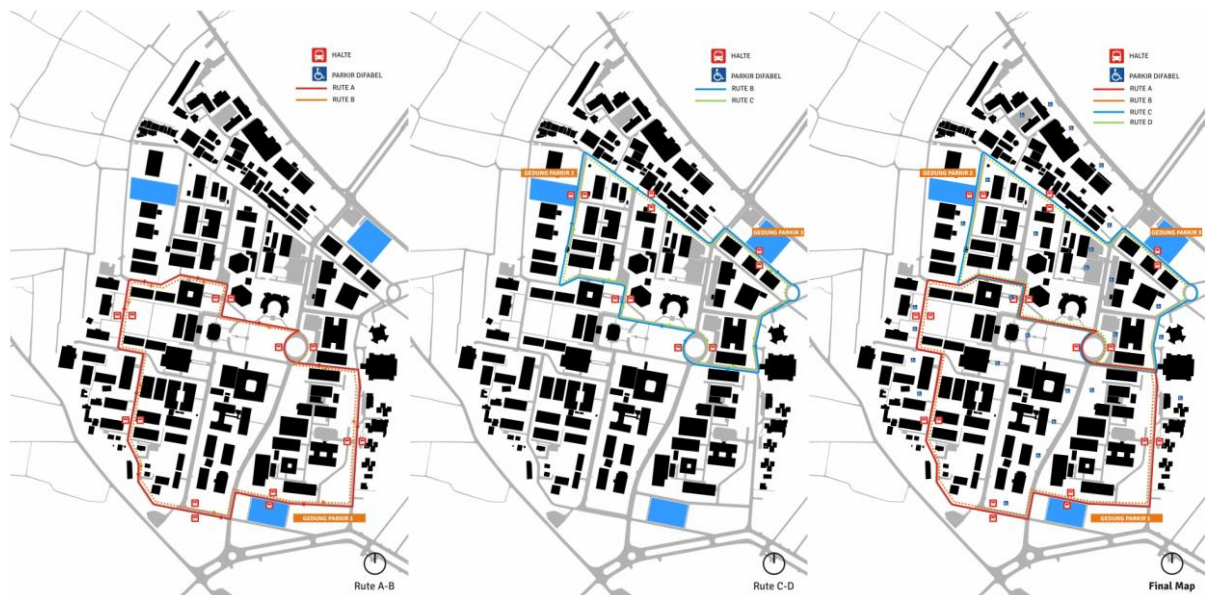 HALTE
PARKIR DIFABEL
RUTE A
RUTE B
GEDUNG PARKIR 1
Rute A-B
HALTE
PARKIR DIFABEL
RUTE B
RUTE C
GEDUNG PARKIR 3
GEDUNG PARKIR 1
Rute C-D
HALTE
PARKIR DIFABEL
RUTE A
RUTE B
RUTE C
RUTE D
GEDUNG PARKIR 2
GEDUNG PARKIR 3
GEDUNG PARKIR 1
Final Map